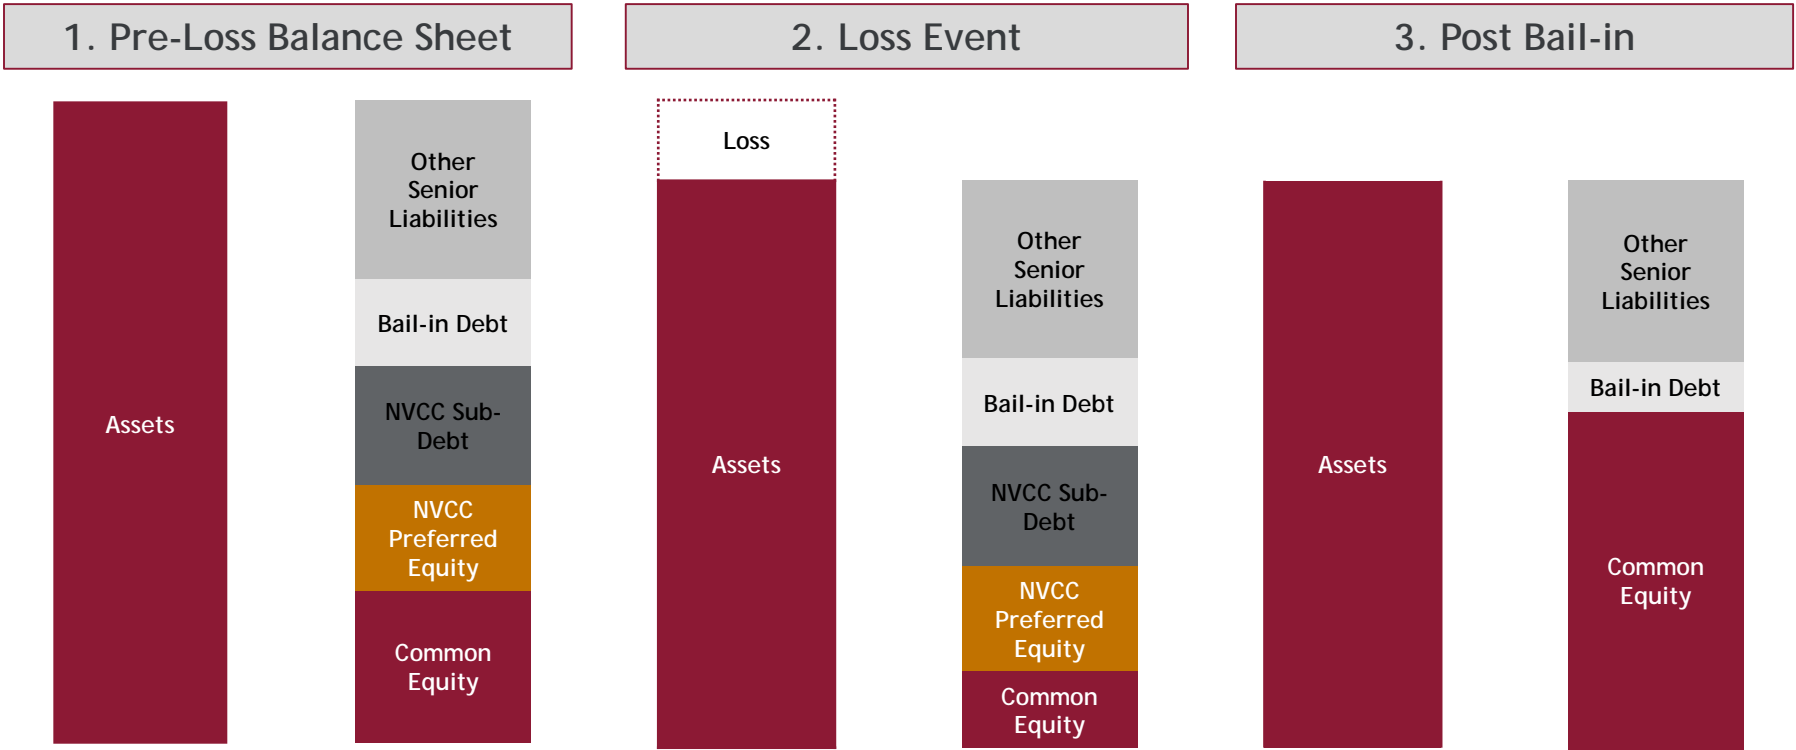 1. Pre-Loss Balance Sheet
Assets
Other
Senior
Liabilities
Bail-in Debt
NVCC Sub-
Debt
NVCC
Preferred
Equity
Common
Equity
2. Loss Event
Loss
Assets
Other
Senior
Liabilities
Bail-in Debt
NVCC Sub-
Debt
NVCC
Preferred
Equity
Common
Equity
3. Post Bail-in
Assets
Other
Senior
Liabilities
Bail-in Debt
Common
Equity